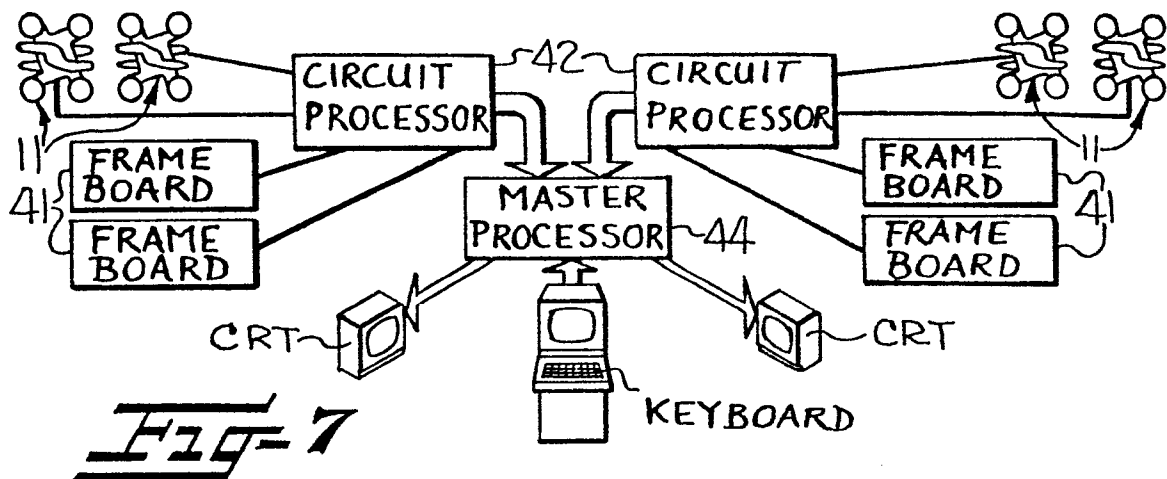 42
CIRCUIT
PROCESSOR
CIRCUIT
PROCESSOR
11
11
FRAME
BOARD
FRAME
BOARD
41
41
FRAME
BOARD
FRAME
BOARD
MASTER
PROCESSOR
44
CRT
CRT
KEYBOARD
Fig-7